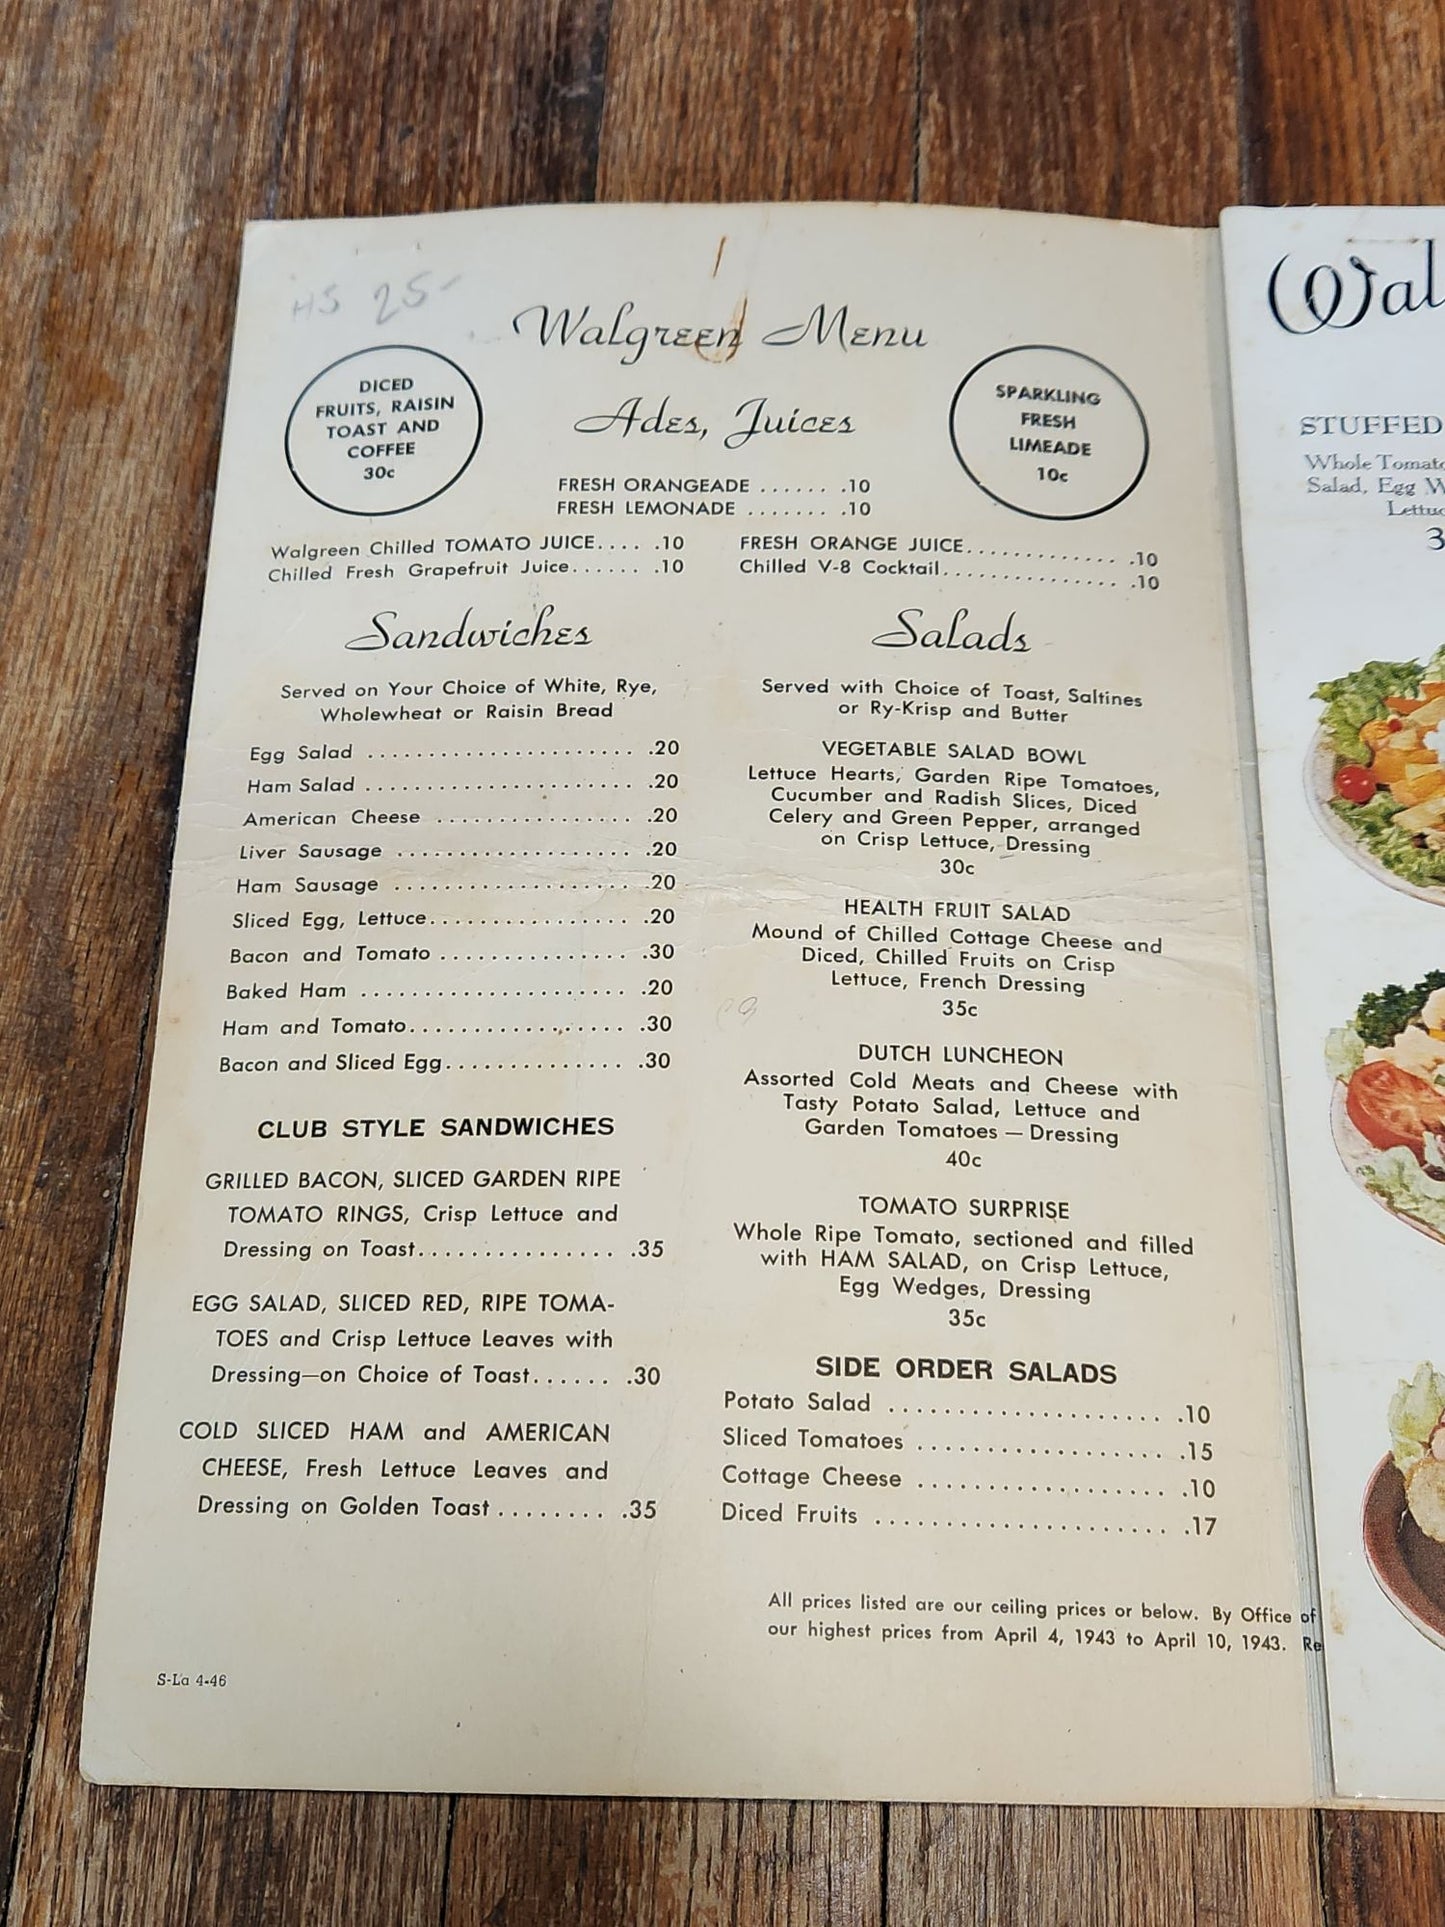 HS 25-
Walgreen Menu
DICED
FRUITS, RAISIN
TOAST AND
COFFEE
30c
SPARKLING
FRESH
LIMEADE
10c
Ades, Juices
FRESH ORANGEADE ...... .10
FRESH LEMONADE ....... .10
Walgreen Chilled TOMATO JUICE.... .10
Chilled Fresh Grapefruit Juice...... .10
FRESH ORANGE JUICE............. .10
Chilled V-8 Cocktail................ .10
Sandwiches
Served on Your Choice of White, Rye,
Wholewheat or Raisin Bread
Egg Salad ...................... .20
Ham Salad ...................... .20
American Cheese ................ .20
Liver Sausage .................... .20
Ham Sausage .................... .20
Sliced Egg, Lettuce................. .20
Bacon and Tomato ............... .30
Baked Ham ...................... .20
Ham and Tomato.................. .30
Bacon and Sliced Egg.............. .30
CLUB STYLE SANDWICHES
GRILLED BACON, SLICED GARDEN RIPE
TOMATO RINGS, Crisp Lettuce and
Dressing on Toast................ .35
EGG SALAD, SLICED RED, RIPE TOMA-
TOES and Crisp Lettuce Leaves with
Dressing—on Choice of Toast...... .30
COLD SLICED HAM and AMERICAN
CHEESE, Fresh Lettuce Leaves and
Dressing on Golden Toast ........ .35
Salads
Served with Choice of Toast, Saltines
or Ry-Krisp and Butter
VEGETABLE SALAD BOWL
Lettuce Hearts, Garden Ripe Tomatoes,
Cucumber and Radish Slices, Diced
Celery and Green Pepper, arranged
on Crisp Lettuce, Dressing
30c
HEALTH FRUIT SALAD
Mound of Chilled Cottage Cheese and
Diced, Chilled Fruits on Crisp
Lettuce, French Dressing
35c
DUTCH LUNCHEON
Assorted Cold Meats and Cheese with
Tasty Potato Salad, Lettuce and
Garden Tomatoes — Dressing
40c
TOMATO SURPRISE
Whole Ripe Tomato, sectioned and filled
with HAM SALAD, on Crisp Lettuce,
Egg Wedges, Dressing
35c
SIDE ORDER SALADS
Potato Salad ................... .10
Sliced Tomatoes ................. .15
Cottage Cheese .................. .10
Diced Fruits ..................... .17
All prices listed are our ceiling prices or below. By Office of
our highest prices from April 4, 1943 to April 10, 1943. Re
S-La 4-46
Wal
STUFFED
Whole Tomato
Salad, Egg W
Lettuc
3